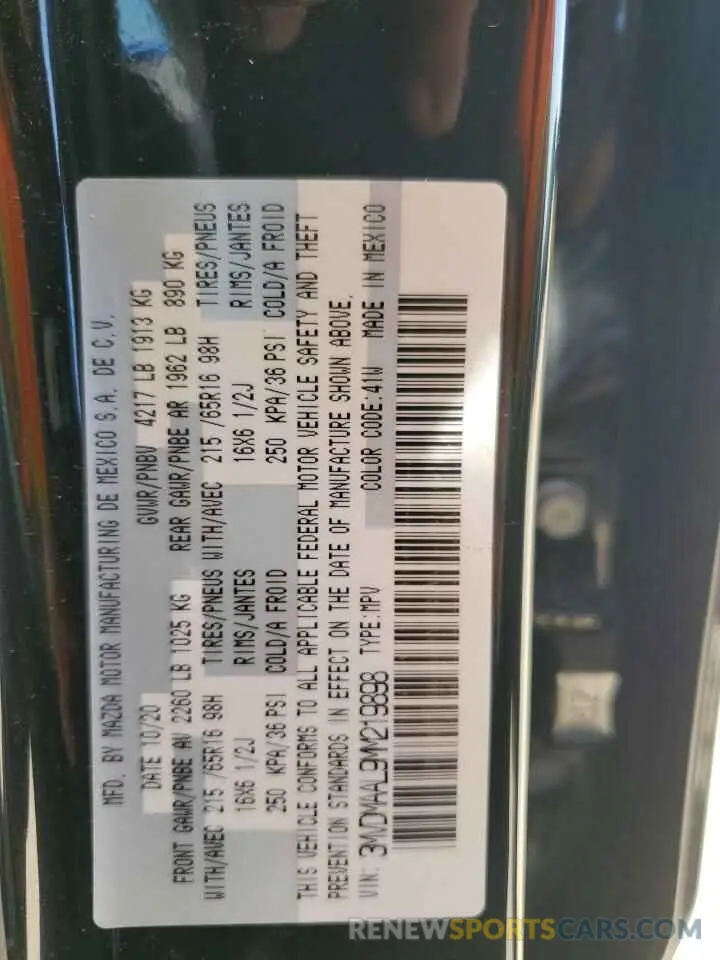 MFD. BY MAZDA MOTOR MANUFACTURING DE MEXICO S.A. DE C.V.
DATE 10/20 GVWR/PNBV 4217 LB 1913 KG
FRONT GAWR/PNBE AV 2260 LB 1025 KG REAR GAWR/PNBE AR 1962 LB 890 KG
WITH/AVEC 215 /65R16 98H TIRES/PNEUS WITH/AVEC 215 /65R16 98H TIRES/PNEUS
16X6 1/2J RIMS/JANTES 16X6 1/2J RIMS/JANTES
250 KPA/36 PSI COLD/A FROID 250 KPA/36 PSI COLD/A FROID
THIS VEHICLE CONFORMS TO ALL APPLICABLE FEDERAL MOTOR VEHICLE SAFETY AND THEFT
PREVENTION STANDARDS IN EFFECT ON THE DATE OF MANUFACTURE SHOWN ABOVE.
VIN: 3MVDMAAL9MM219898 TYPE:MPV COLOR CODE:41W MADE IN MEXICO
RENEWSPORTSCARS.COM